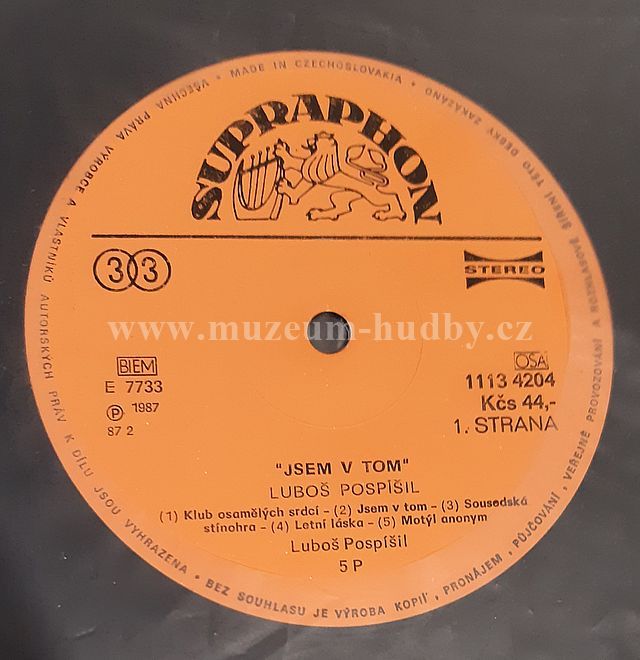 VŠECHNA PRÁVA VÝROBCE A VLASTNÍKŮ AUTORSKÝCH PRÁV K DÍLU JSOU VYHRAZENA • BEZ SOUHLASU JE VÝROBA KOPIÍ, PRONÁJEM, PŮJČOVÁNÍ, VEŘEJNÉ PROVOZOVÁNÍ A ROZHLASOVÉ ŠÍŘENÍ TÉTO DESKY ZAKÁZÁNO • MADE IN CZECHOSLOVAKIA •
SUPRAPHON
33
STEREO
www.muzeum-hudby.cz
BIEM
OSA
E 7733
1113 4204
Ⓟ 1987
Kčs 44,-
87 2
1. STRANA
"JSEM V TOM"
LUBOŠ POSPÍŠIL
(1) Klub osamělých srdcí – (2) Jsem v tom – (3) Sousedská
stínohra – (4) Letní láska – (5) Motýl anonym
Luboš Pospíšil
5 P